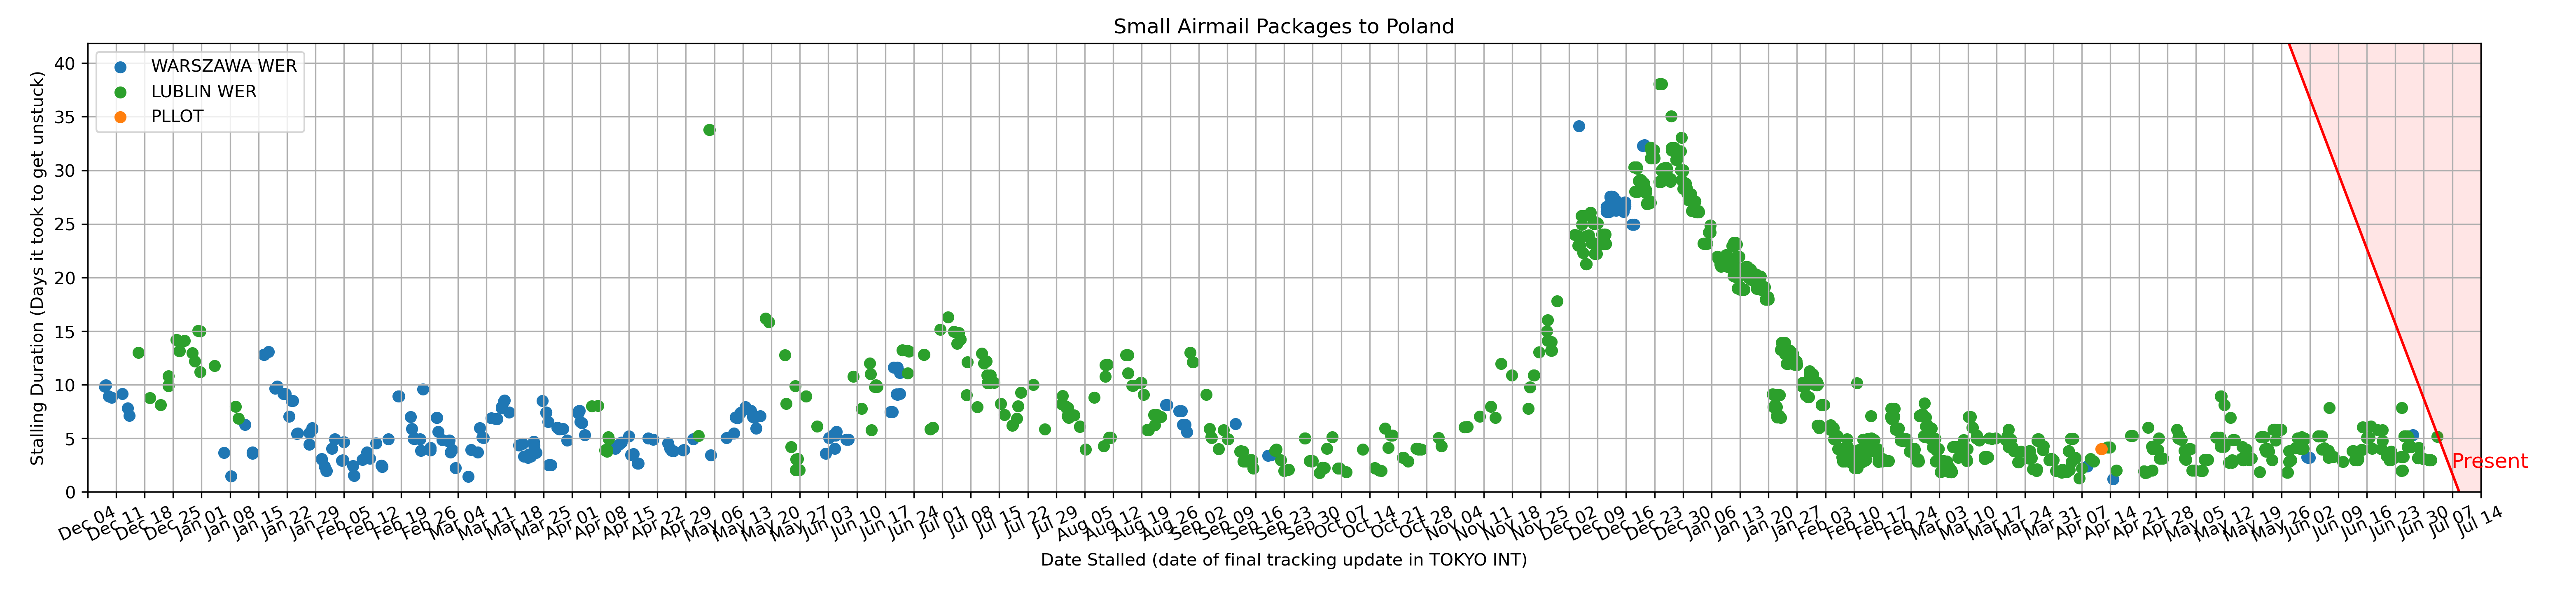 Small Airmail Packages to Poland
WARSZAWA WER
LUBLIN WER
PLLOT
Stalling Duration (Days it took to get unstuck)
40
35
30
25
20
15
10
5
0
Present
Dec 04 Dec 11 Dec 18 Dec 25 Jan 01 Jan 08 Jan 15 Jan 22 Jan 29 Feb 05 Feb 12 Feb 19 Feb 26 Mar 04 Mar 11 Mar 18 Mar 25 Apr 01 Apr 08 Apr 15 Apr 22 Apr 29 May 06 May 13 May 20 May 27 Jun 03 Jun 10 Jun 17 Jun 24 Jul 01 Jul 08 Jul 15 Jul 22 Jul 29 Aug 05 Aug 12 Aug 19 Aug 26 Sep 02 Sep 09 Sep 16 Sep 23 Sep 30 Oct 07 Oct 14 Oct 21 Oct 28 Nov 04 Nov 11 Nov 18 Nov 25 Dec 02 Dec 09 Dec 16 Dec 23 Dec 30 Jan 06 Jan 13 Jan 20 Jan 27 Feb 03 Feb 10 Feb 17 Feb 24 Mar 03 Mar 10 Mar 17 Mar 24 Mar 31 Apr 07 Apr 14 Apr 21 Apr 28 May 05 May 12 May 19 May 26 Jun 02 Jun 09 Jun 16 Jun 23 Jun 30 Jul 07 Jul 14
Date Stalled (date of final tracking update in TOKYO INT)